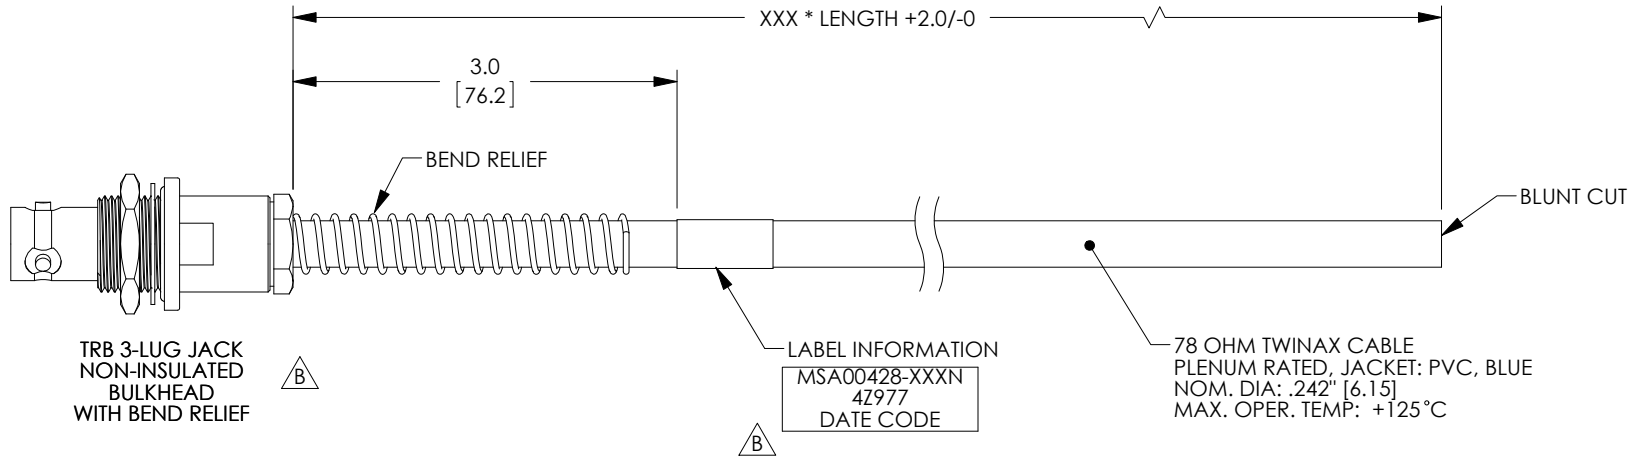 XXX * LENGTH +2.0/-0
3.0
[76.2]
BEND RELIEF
BLUNT CUT
TRB 3-LUG JACK
NON-INSULATED
BULKHEAD
WITH BEND RELIEF
B
LABEL INFORMATION
MSA00428-XXXN
4Z977
DATE CODE
B
78 OHM TWINAX CABLE
PLENUM RATED, JACKET: PVC, BLUE
NOM. DIA: .242" [6.15]
MAX. OPER. TEMP: +125°C